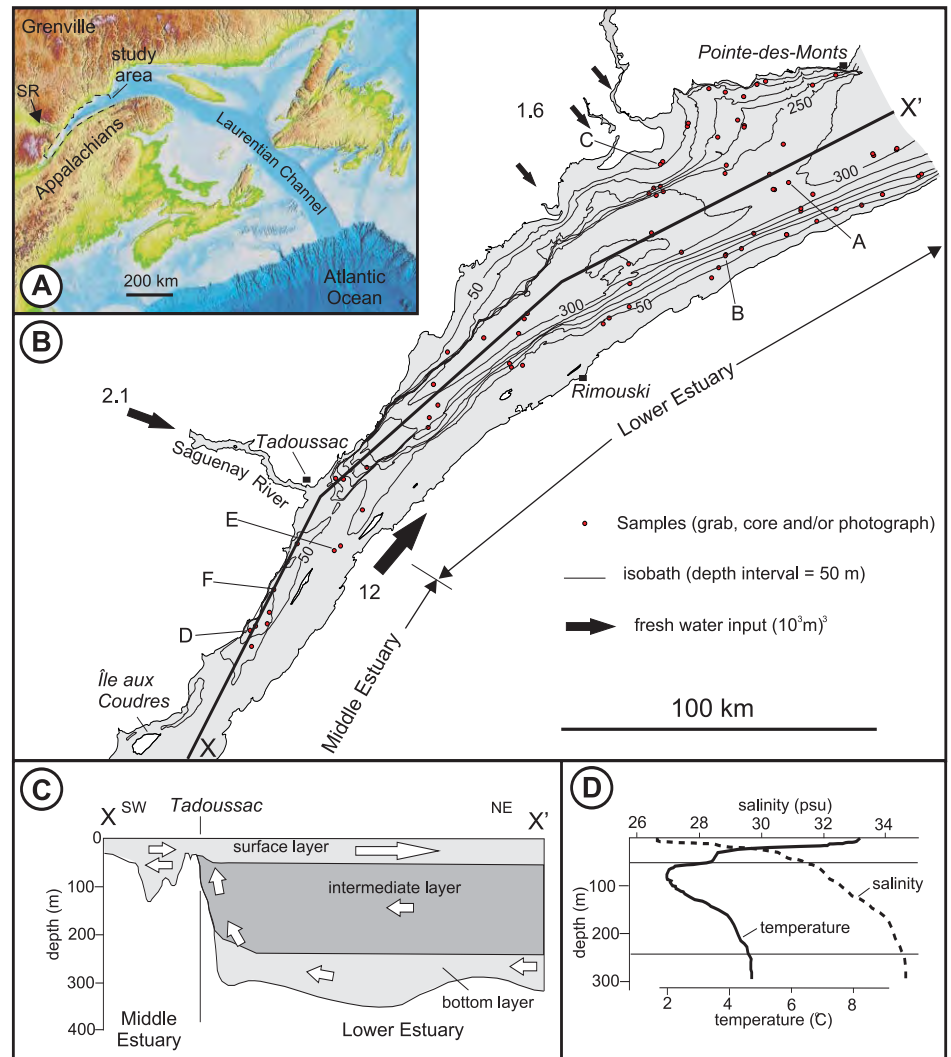 Grenville
study
area
SR
Appalachians
Laurentian Channel
200 km
Atlantic
Ocean
A
B
Pointe-des-Monts
1.6
250
X'
C
300
A
50
300
50
B
Rimouski
Lower Estuary
2.1
Tadoussac
Saguenay River
E
50
12
F
D
Île aux
Coudres
X
Middle Estuary
Samples (grab, core and/or photograph)
isobath (depth interval = 50 m)
fresh water input (10³m)³
100 km
C
X SW
Tadoussac
NE X'
0
100
200
300
400
depth (m)
surface layer
intermediate layer
bottom layer
Middle
Estuary
Lower Estuary
D
salinity (psu)
26 28 30 32 34
100
200
300
depth (m)
salinity
temperature
2 4 6 8
temperature (°C)